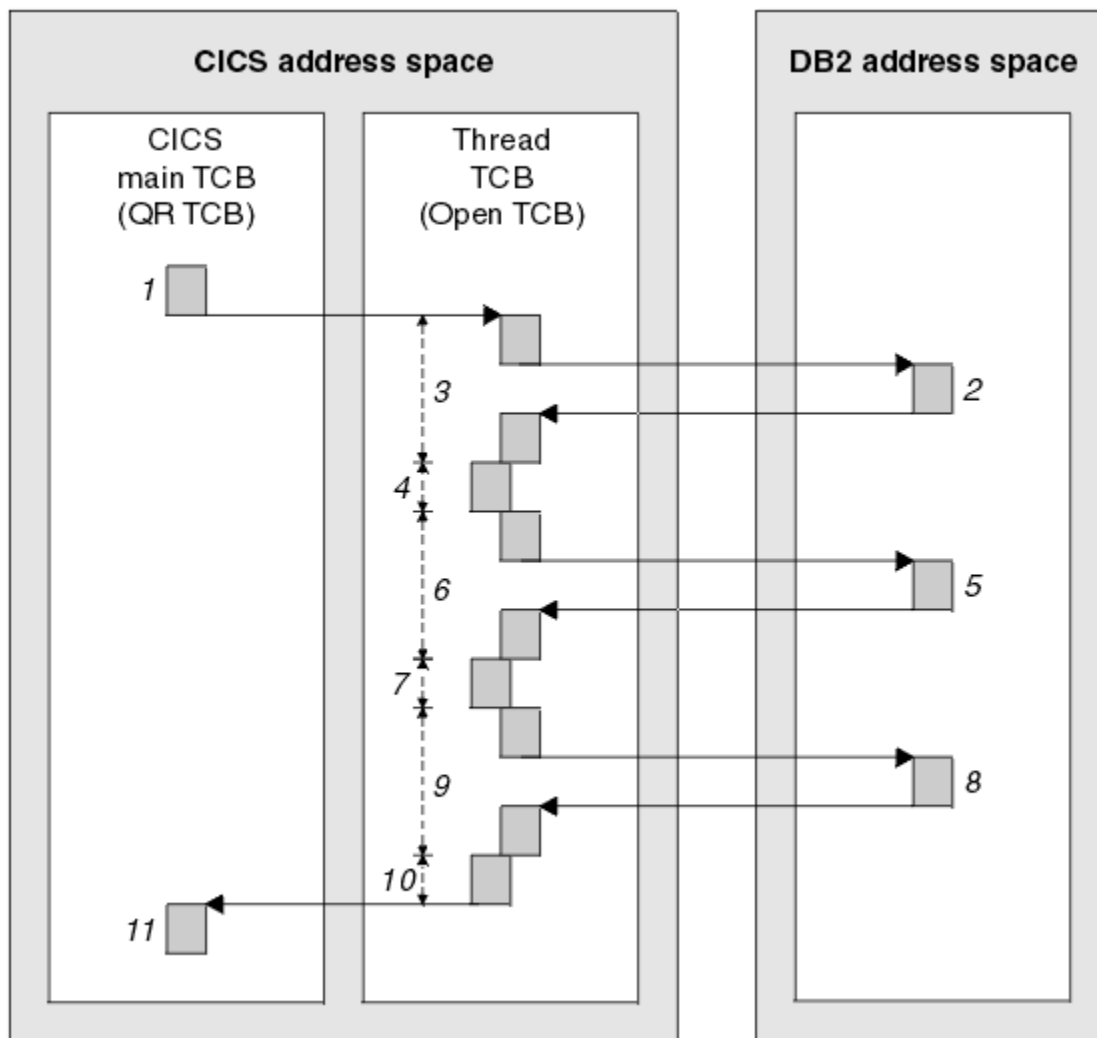 CICS address space
DB2 address space
CICS
main TCB
(QR TCB)
Thread
TCB
(Open TCB)
1
3
2
4
6
5
7
9
8
10
11